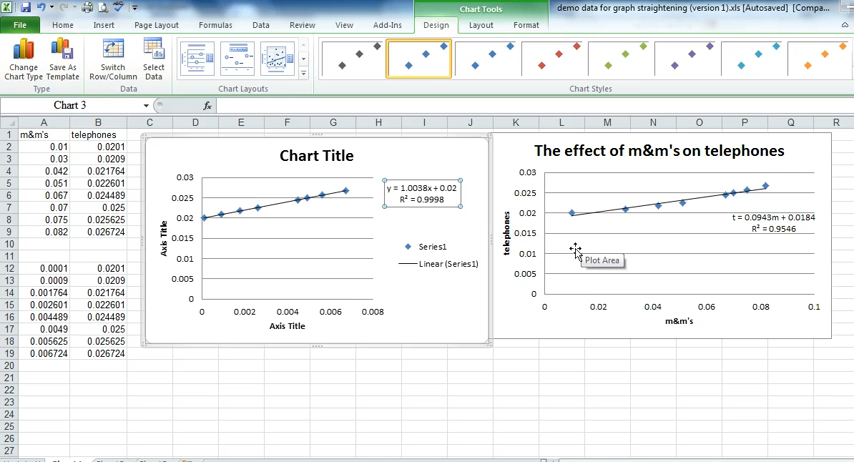 Chart Tools
demo data for graph straightening (version 1).xls [Autosaved] [Compa...
File Home Insert Page Layout Formulas Data Review View Add-Ins Design Layout Format
Change Chart Type
Save As Template
Switch Row/Column
Select Data
Type Data Chart Layouts Chart Styles
Chart 3 fx
A B C D E F G H I J K L M N O P Q R
1 m&m's telephones
2 0.01 0.0201
3 0.03 0.0209
4 0.042 0.021764
5 0.051 0.022601
6 0.067 0.024489
7 0.07 0.025
8 0.075 0.025625
9 0.082 0.026724
10
11
12 0.0001 0.0201
13 0.0009 0.0209
14 0.001764 0.021764
15 0.002601 0.022601
16 0.004489 0.024489
17 0.0049 0.025
18 0.005625 0.025625
19 0.006724 0.026724
20
21
22
23
24
25
26
27
Chart Title
0.03
0.025
0.02
0.015
0.01
0.005
0
0 0.002 0.004 0.006 0.008
Axis Title
Axis Title
y = 1.0038x + 0.02
R² = 0.9998
Series1
Linear (Series1)
The effect of m&m's on telephones
0.03
0.025
0.02
0.015
0.01
0.005
0
0 0.02 0.04 0.06 0.08 0.1
telephones
m&m's
t = 0.0943m + 0.0184
R² = 0.9546
Plot Area